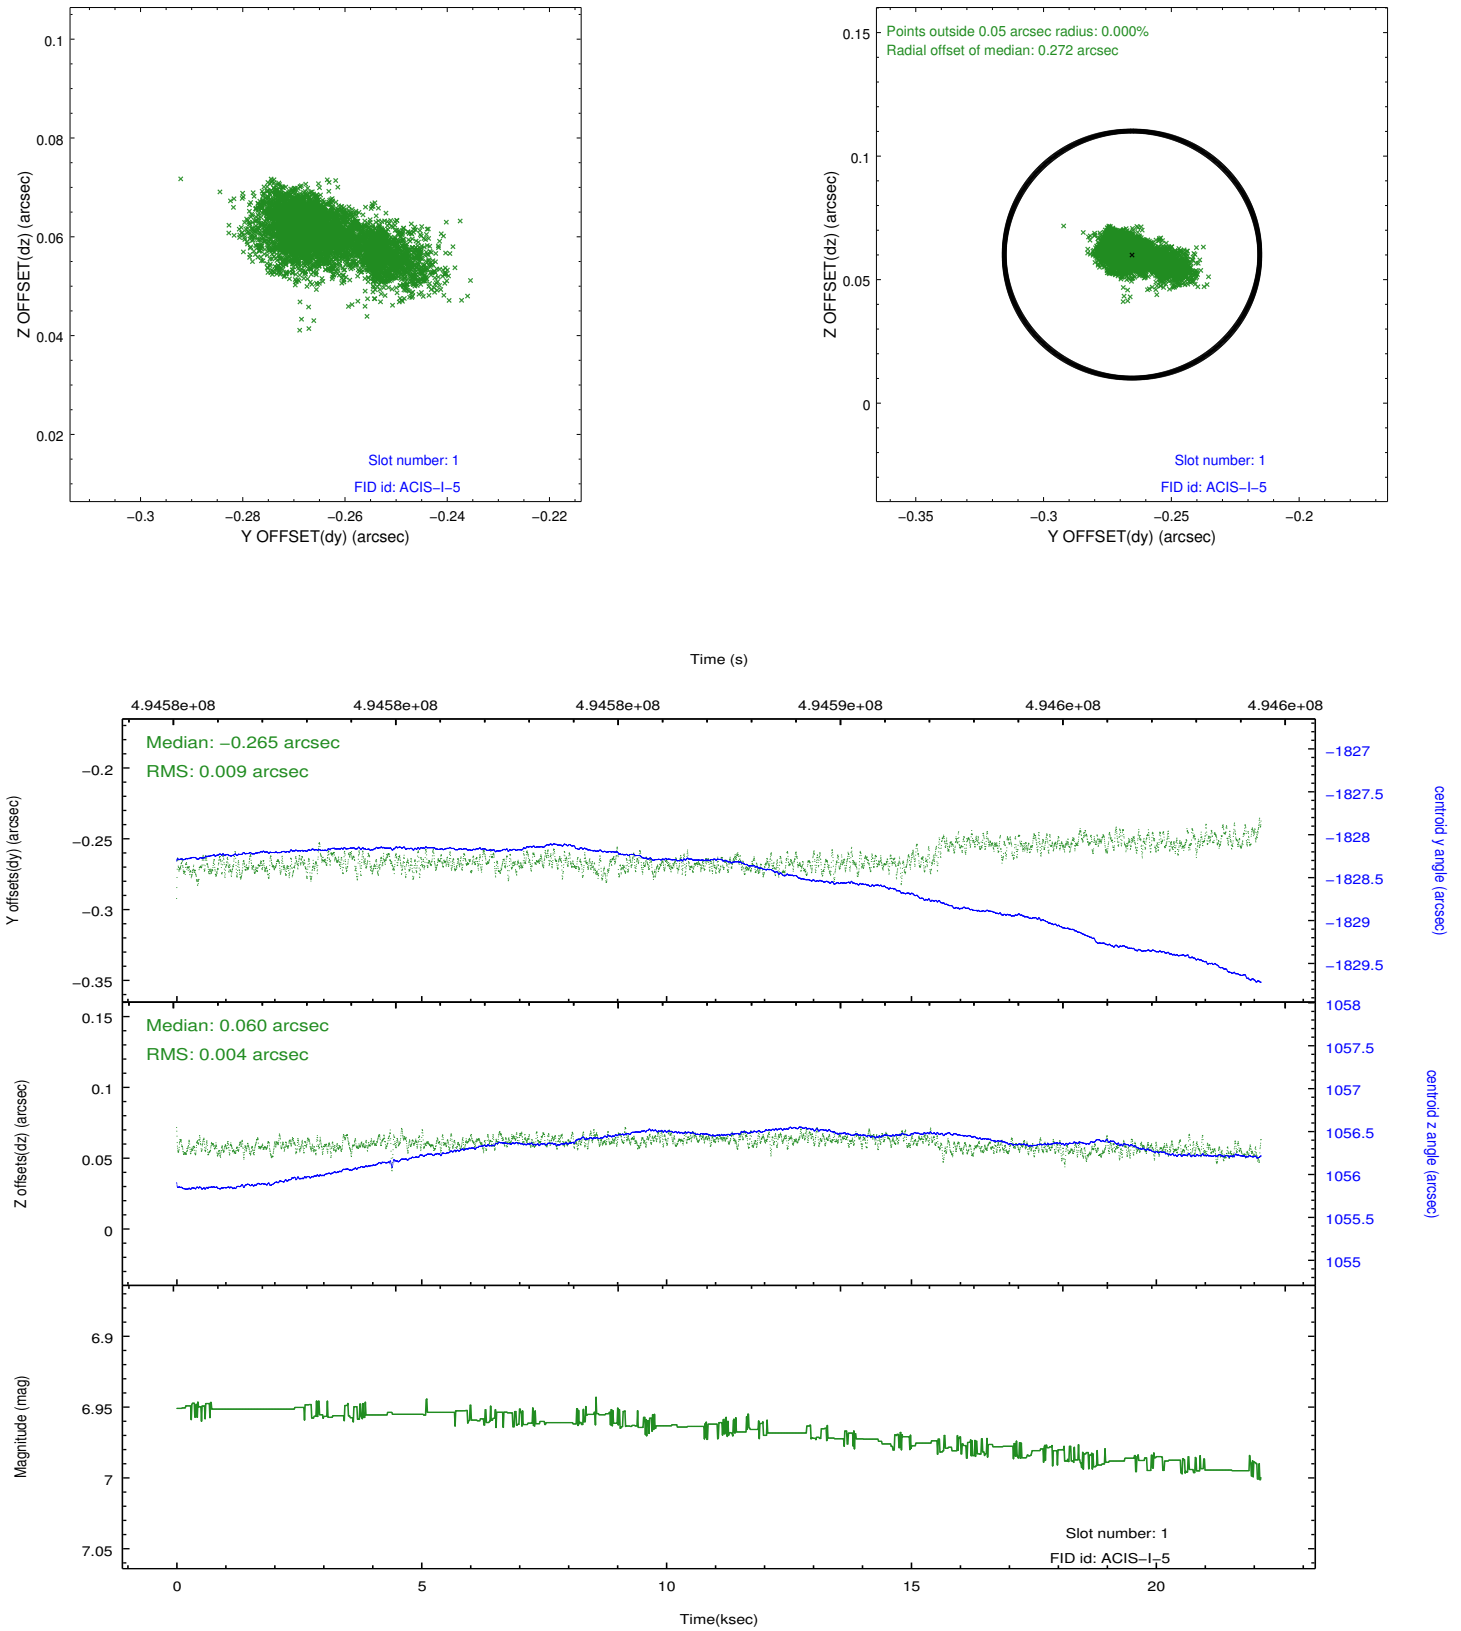 0.1
0.08
0.06
0.04
0.02
Z OFFSET(dz) (arcsec)
Slot number: 1
FID id: ACIS−I−5
−0.3
−0.28
−0.26
−0.24
−0.22
Y OFFSET(dy) (arcsec)
Points outside 0.05 arcsec radius: 0.000%
Radial offset of median: 0.272 arcsec
0.15
0.1
0.05
0
Z OFFSET(dz) (arcsec)
Slot number: 1
FID id: ACIS−I−5
−0.35
−0.3
−0.25
−0.2
Y OFFSET(dy) (arcsec)
Time (s)
4.9458e+08
4.9458e+08
4.9458e+08
4.9459e+08
4.946e+08
4.946e+08
Median: −0.265 arcsec
RMS: 0.009 arcsec
−0.2
−0.25
−0.3
−0.35
Y offsets(dy) (arcsec)
−1827
−1827.5
−1828
−1828.5
−1829
−1829.5
centroid y angle (arcsec)
Median: 0.060 arcsec
RMS: 0.004 arcsec
0.15
0.1
0.05
0
Z offsets(dz) (arcsec)
1058
1057.5
1057
1056.5
1056
1055.5
1055
centroid z angle (arcsec)
6.9
6.95
7
7.05
Magnitude (mag)
Slot number: 1
FID id: ACIS−I−5
0
5
10
15
20
Time(ksec)